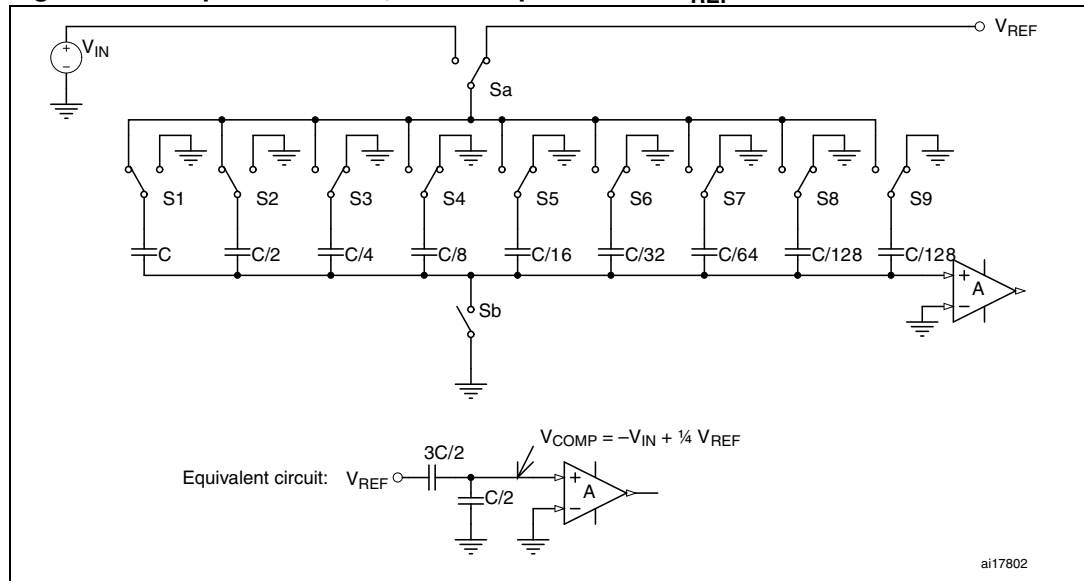 V_REF
V_IN
+
−
V_REF
Sa
S1 S2 S3 S4 S5 S6 S7 S8 S9
C C/2 C/4 C/8 C/16 C/32 C/64 C/128 C/128
+
A
−
Sb
V_COMP = –V_IN + ¼ V_REF
3C/2
Equivalent circuit: V_REF
+
A
C/2
−
ai17802